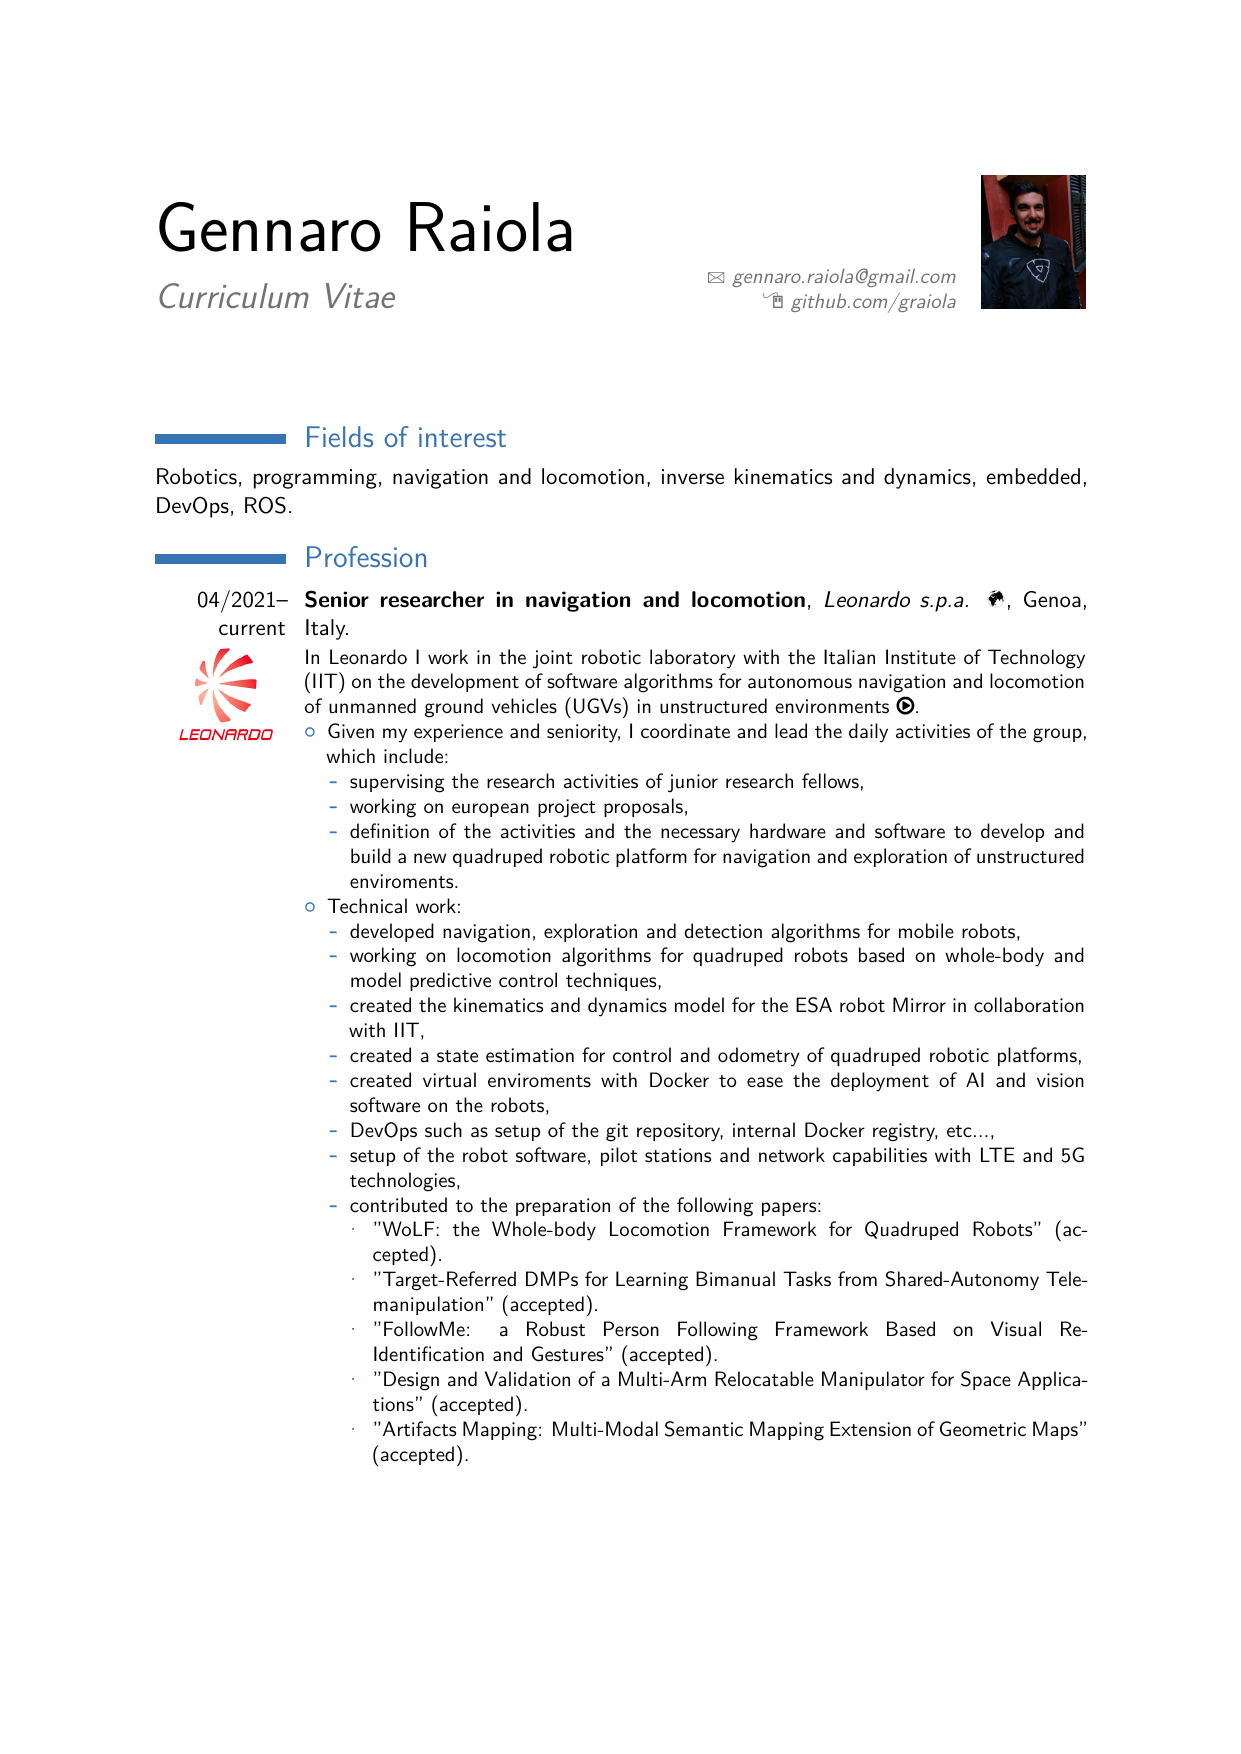 Gennaro Raiola
Curriculum Vitae
gennaro.raiola@gmail.com
github.com/graiola
Fields of interest
Robotics, programming, navigation and locomotion, inverse kinematics and dynamics, embedded,
DevOps, ROS.
Profession
04/2021–
current
LEONARDO
Senior researcher in navigation and locomotion, Leonardo s.p.a. , Genoa,
Italy.
In Leonardo I work in the joint robotic laboratory with the Italian Institute of Technology
(IIT) on the development of software algorithms for autonomous navigation and locomotion
of unmanned ground vehicles (UGVs) in unstructured environments .
Given my experience and seniority, I coordinate and lead the daily activities of the group,
which include:
- supervising the research activities of junior research fellows,
- working on european project proposals,
- definition of the activities and the necessary hardware and software to develop and
build a new quadruped robotic platform for navigation and exploration of unstructured
enviroments.
Technical work:
- developed navigation, exploration and detection algorithms for mobile robots,
- working on locomotion algorithms for quadruped robots based on whole-body and
model predictive control techniques,
- created the kinematics and dynamics model for the ESA robot Mirror in collaboration
with IIT,
- created a state estimation for control and odometry of quadruped robotic platforms,
- created virtual enviroments with Docker to ease the deployment of AI and vision
software on the robots,
- DevOps such as setup of the git repository, internal Docker registry, etc...,
- setup of the robot software, pilot stations and network capabilities with LTE and 5G
technologies,
- contributed to the preparation of the following papers:
· ”WoLF: the Whole-body Locomotion Framework for Quadruped Robots” (ac-
cepted).
· ”Target-Referred DMPs for Learning Bimanual Tasks from Shared-Autonomy Tele-
manipulation” (accepted).
· ”FollowMe: a Robust Person Following Framework Based on Visual Re-
Identification and Gestures” (accepted).
· ”Design and Validation of a Multi-Arm Relocatable Manipulator for Space Applica-
tions” (accepted).
· ”Artifacts Mapping: Multi-Modal Semantic Mapping Extension of Geometric Maps”
(accepted).